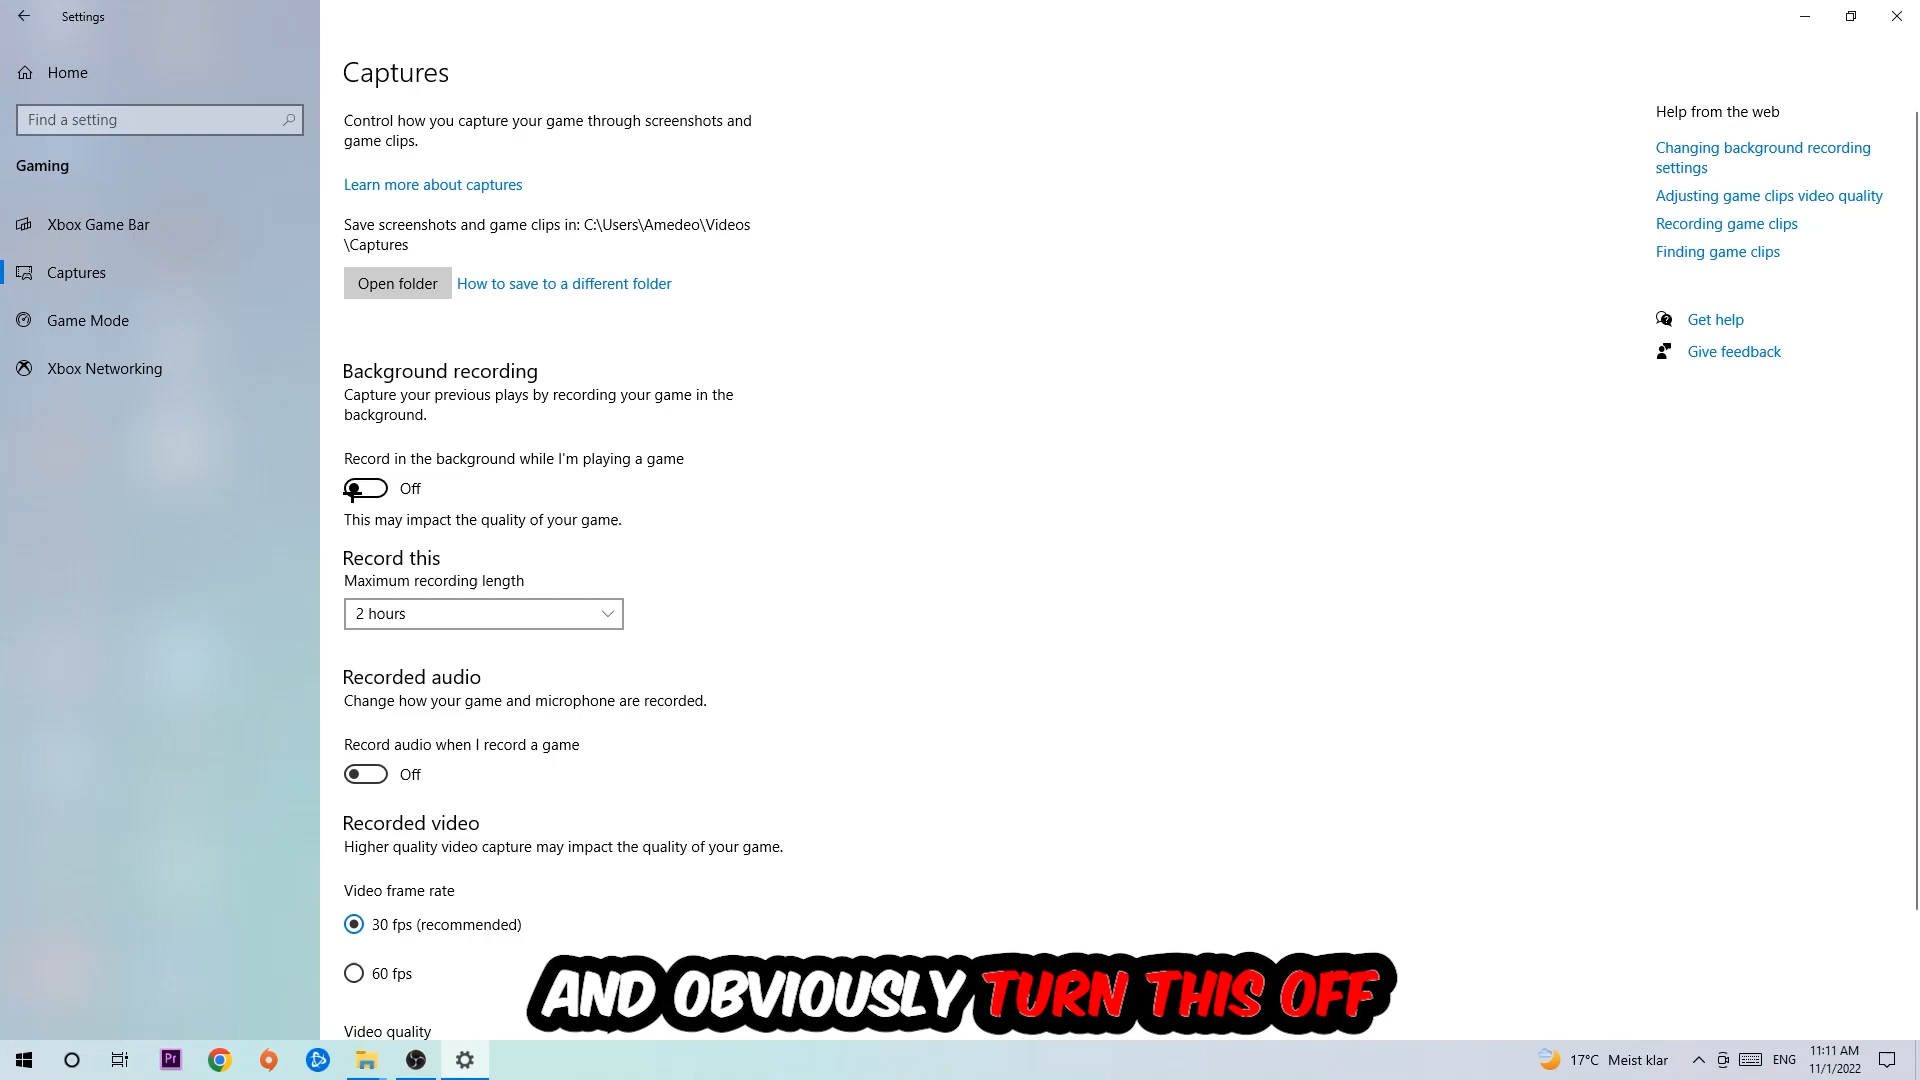 Settings
Home
Find a setting
Gaming
Xbox Game Bar
Captures
Game Mode
Xbox Networking
Captures
Control how you capture your game through screenshots and
game clips.
Learn more about captures
Save screenshots and game clips in: C:\Users\Amedeo\Videos
\Captures
Open folder
How to save to a different folder
Background recording
Capture your previous plays by recording your game in the
background.
Record in the background while I'm playing a game
Off
This may impact the quality of your game.
Record this
Maximum recording length
2 hours
Recorded audio
Change how your game and microphone are recorded.
Record audio when I record a game
Off
Recorded video
Higher quality video capture may impact the quality of your game.
Video frame rate
30 fps (recommended)
60 fps
Video quality
Help from the web
Changing background recording
settings
Adjusting game clips video quality
Recording game clips
Finding game clips
Get help
Give feedback
AND OBVIOUSLY TURN THIS OFF
Pr
17°C Meist klar
ENG
11:11 AM
11/1/2022